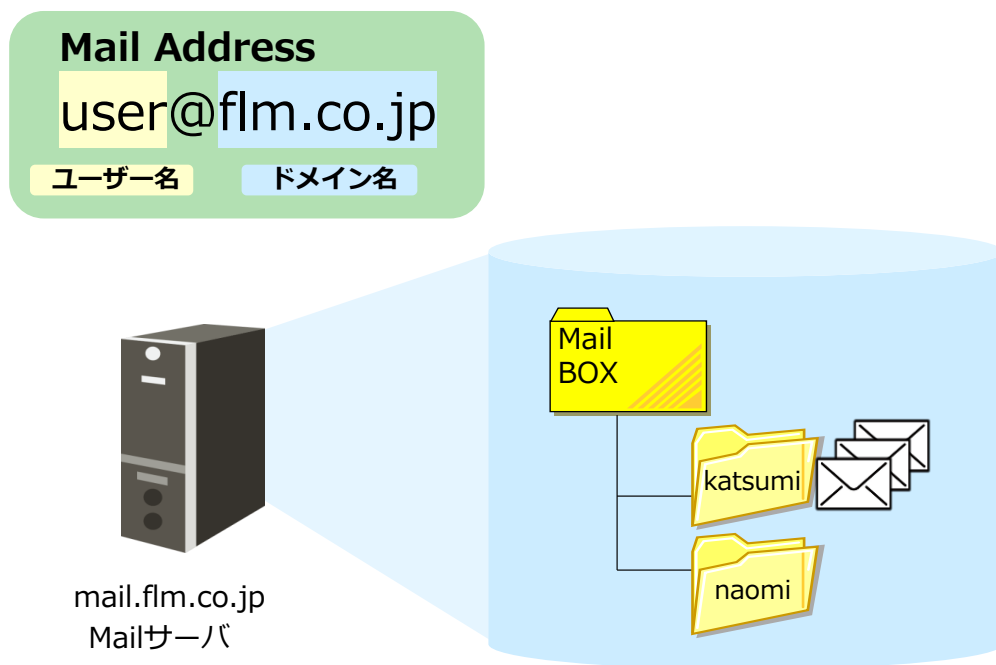 Mail Address
user@flm.co.jp
ユーザー名
ドメイン名
Mail
BOX
katsumi
naomi
mail.flm.co.jp
Mailサーバ